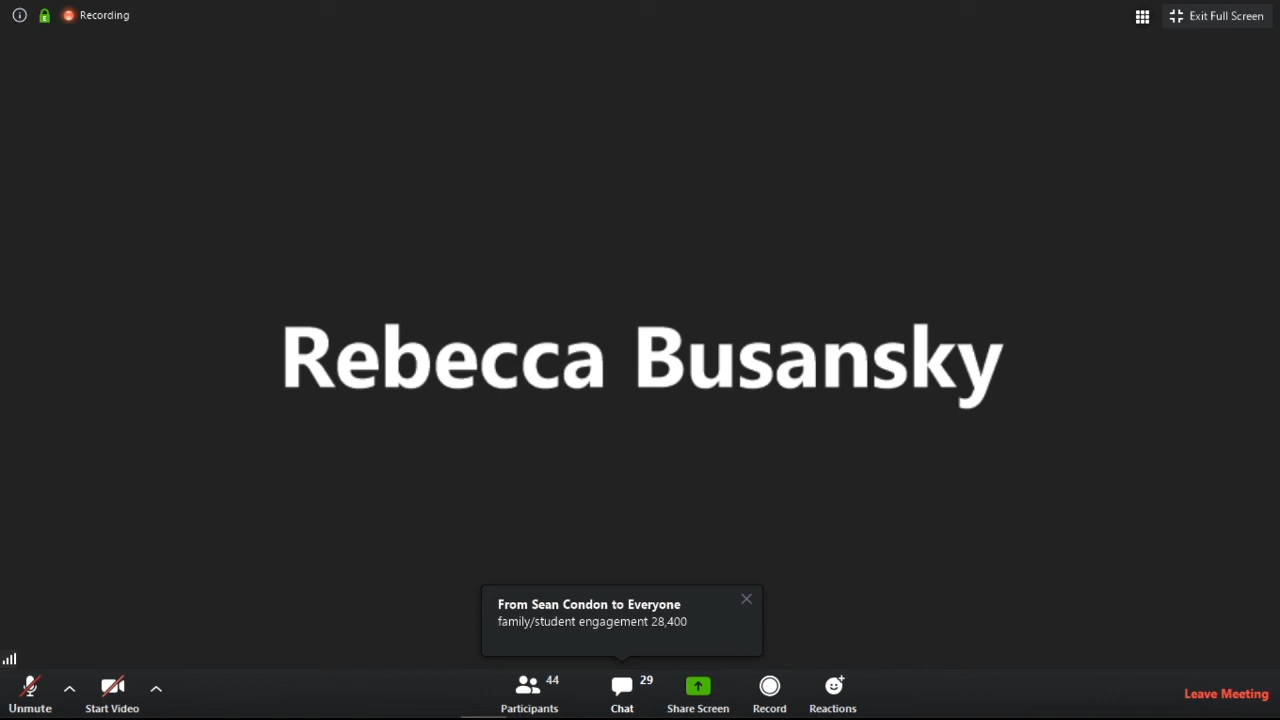 Recording
Exit Full Screen
Rebecca Busansky
From Sean Condon to Everyone
family/student engagement 28,400
44
29
Unmute
Start Video
Participants
Chat
Share Screen
Record
Reactions
Leave Meeting